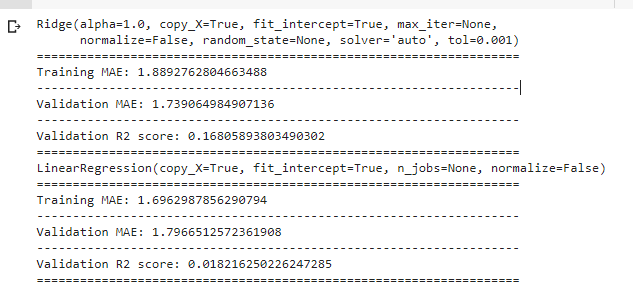 Ridge(alpha=1.0, copy_X=True, fit_intercept=True, max_iter=None,
normalize=False, random_state=None, solver='auto', tol=0.001)
===================================================================
Training MAE: 1.8892762804663488
-------------------------------------------------------------------
Validation MAE: 1.739064984907136
-------------------------------------------------------------------
Validation R2 score: 0.16805893803490302
===================================================================
LinearRegression(copy_X=True, fit_intercept=True, n_jobs=None, normalize=False)
===================================================================
Training MAE: 1.6962987856290794
-------------------------------------------------------------------
Validation MAE: 1.7966512572361908
-------------------------------------------------------------------
Validation R2 score: 0.018216250226247285
===================================================================